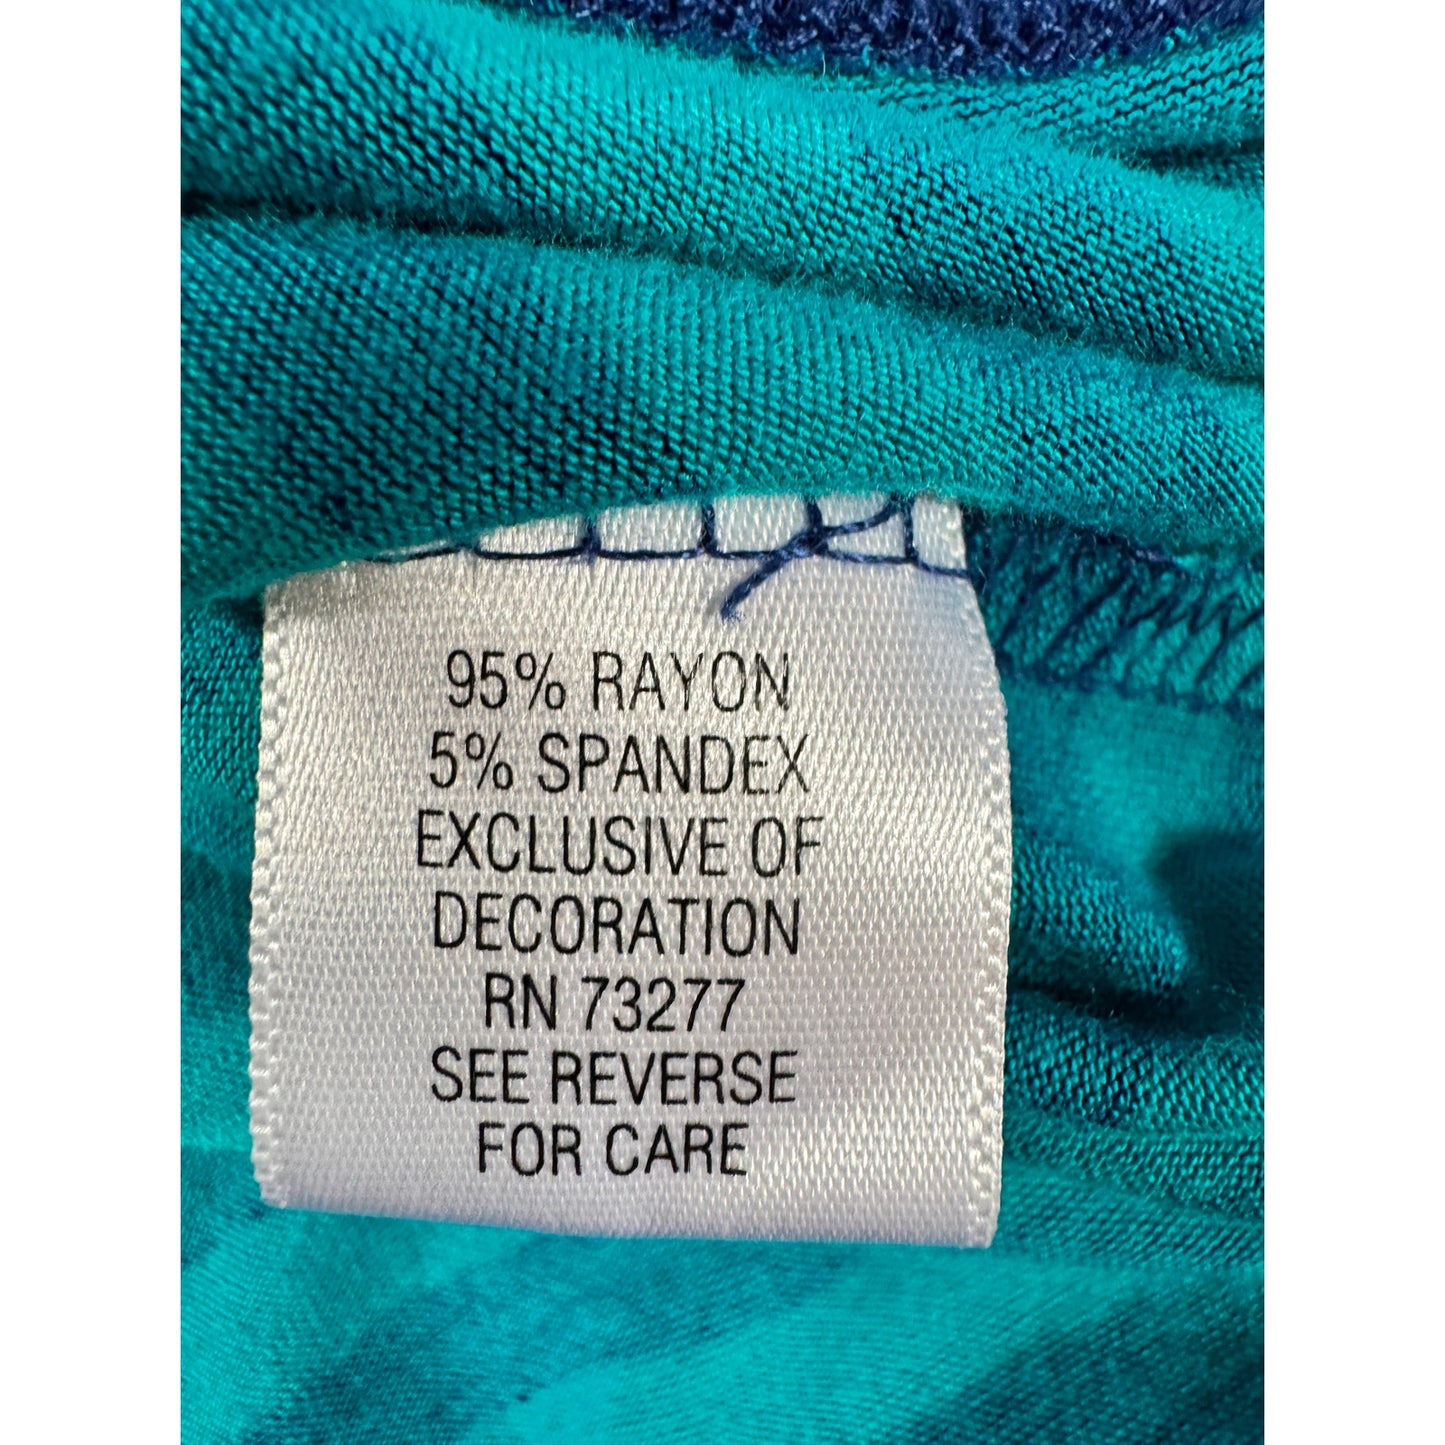 95% RAYON
5% SPANDEX
EXCLUSIVE OF
DECORATION
RN 73277
SEE REVERSE
FOR CARE